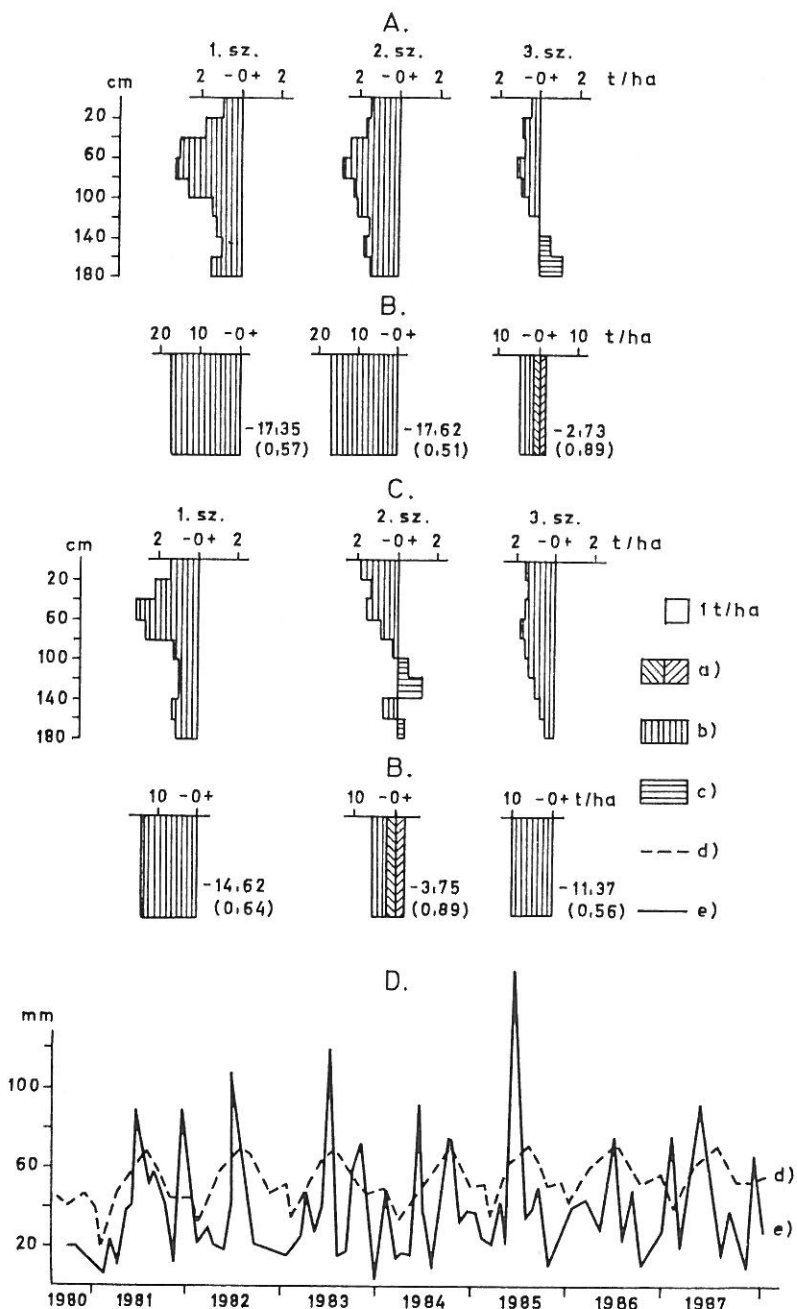 A.
1. sz. 2. sz. 3. sz.
cm 2 -0+ 2 2 -0+ 2 2 -0+ 2 t/ha
20
60
100
140
180
B.
20 10 -0+ 20 10 -0+ 10 -0+ 10 t/ha
-17,35 -17,62 -2,73
(0,57) (0,51) (0,89)
C.
1. sz. 2. sz. 3. sz.
cm 2 -0+ 2 2 -0+ 2 2 -0+ 2 t/ha
20
60
100
140
180
1 t/ha
a)
b)
c)
d)
e)
B.
10 -0+ 10 -0+ 10 -0+ t/ha
-14,62 -3,75 -11,37
(0,64) (0,89) (0,56)
D.
mm
100
60
20
d)
e)
1980 1981 1982 1983 1984 1985 1986 1987